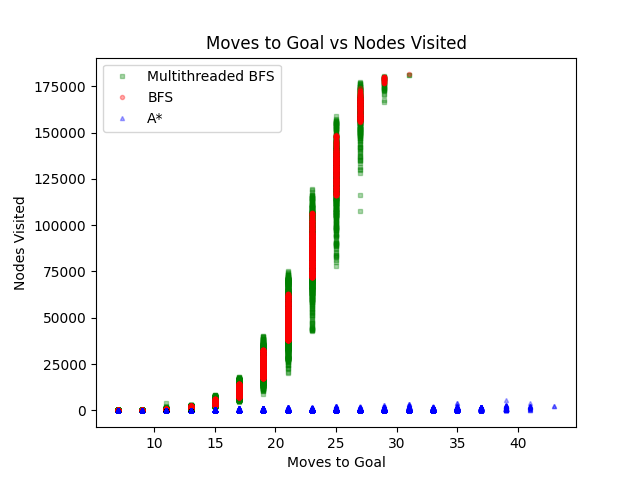 Moves to Goal vs Nodes Visited
Multithreaded BFS
BFS
A*
175000
150000
125000
100000
75000
50000
25000
0
Nodes Visited
10 15 20 25 30 35 40
Moves to Goal